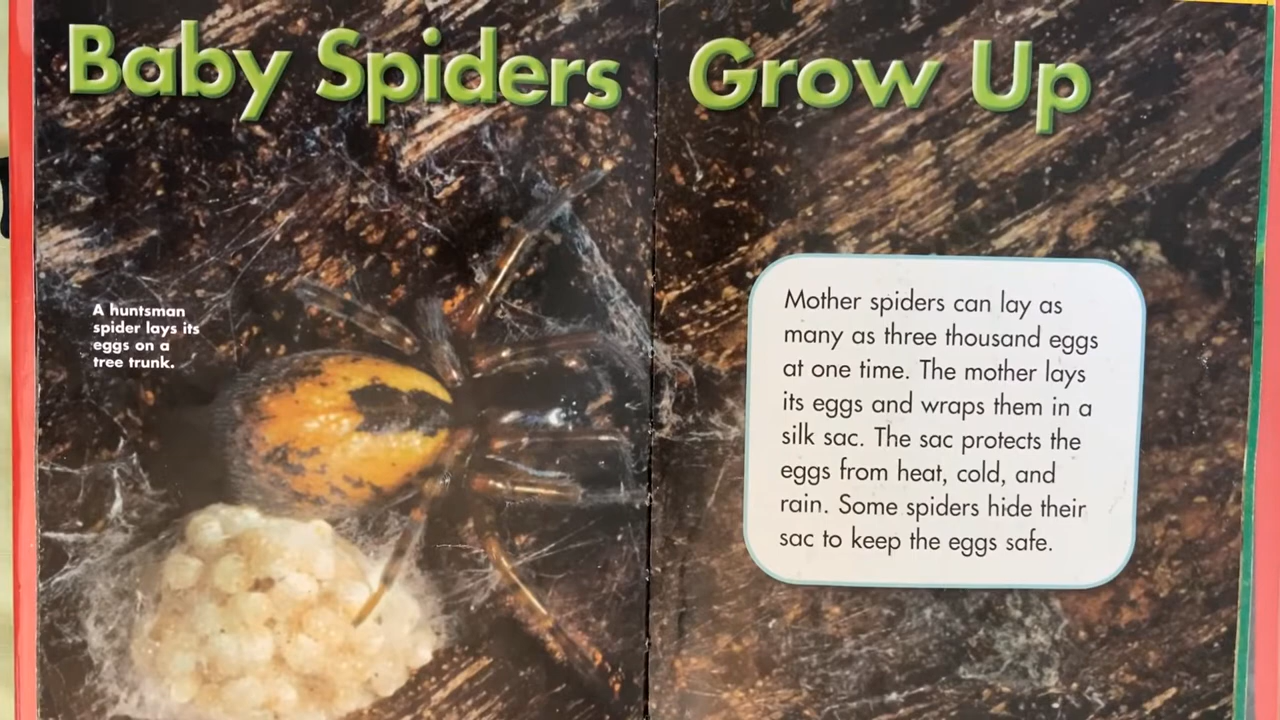 Baby Spiders Grow Up
A huntsman
spider lays its
eggs on a
tree trunk.
Mother spiders can lay as
many as three thousand eggs
at one time. The mother lays
its eggs and wraps them in a
silk sac. The sac protects the
eggs from heat, cold, and
rain. Some spiders hide their
sac to keep the eggs safe.